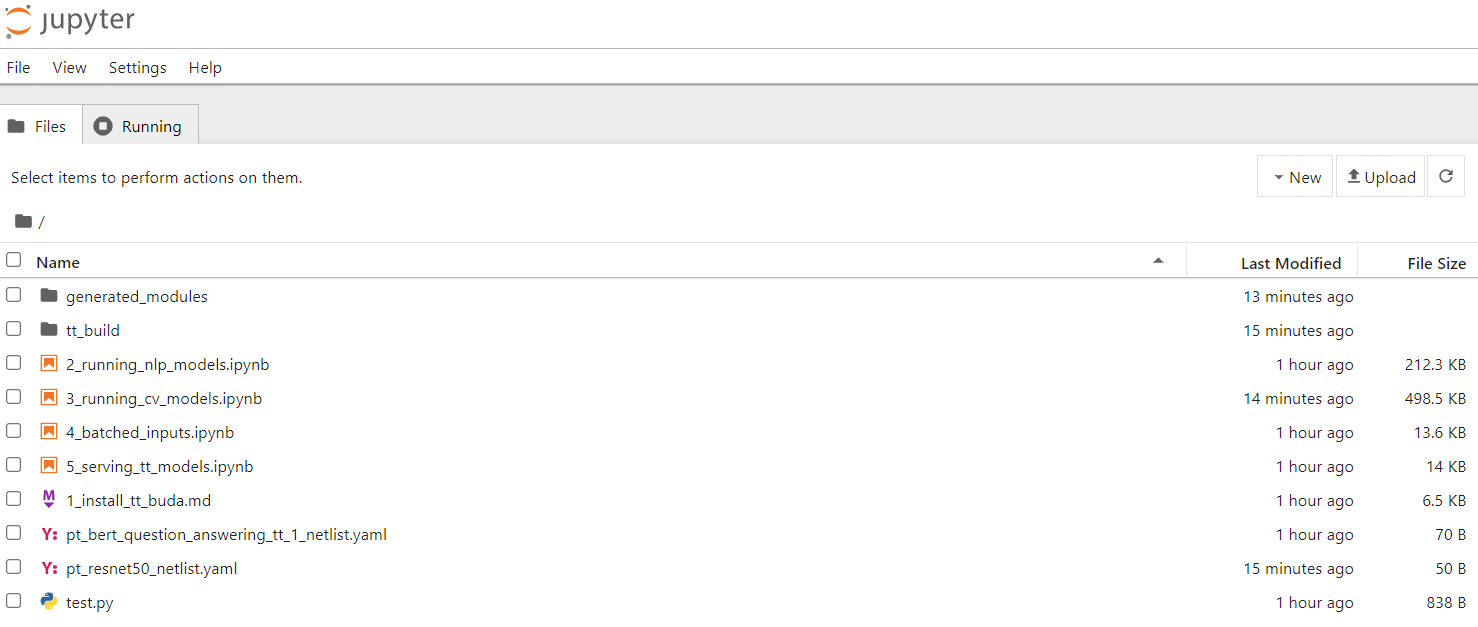 jupyter
File View Settings Help
Files Running
Select items to perform actions on them.
New Upload
/
Name Last Modified File Size
generated_modules 13 minutes ago
tt_build 15 minutes ago
2_running_nlp_models.ipynb 1 hour ago 212.3 KB
3_running_cv_models.ipynb 14 minutes ago 498.5 KB
4_batched_inputs.ipynb 1 hour ago 13.6 KB
5_serving_tt_models.ipynb 1 hour ago 14 KB
M 1_install_tt_buda.md 1 hour ago 6.5 KB
Y: pt_bert_question_answering_tt_1_netlist.yaml 1 hour ago 70 B
Y: pt_resnet50_netlist.yaml 15 minutes ago 50 B
test.py 1 hour ago 838 B